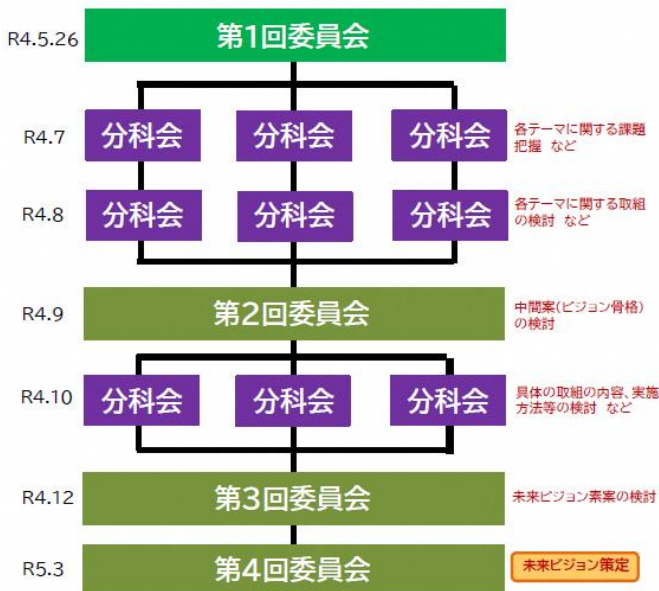 R4.5.26 第1回委員会
R4.7 分科会 分科会 分科会 各テーマに関する課題
把握 など
R4.8 分科会 分科会 分科会 各テーマに関する取組
の検討 など
R4.9 第2回委員会 中間案(ビジョン骨格)
の検討
R4.10 分科会 分科会 分科会 具体の取組の内容、実施
方法等の検討 など
R4.12 第3回委員会 未来ビジョン素案の検討
R5.3 第4回委員会 未来ビジョン策定